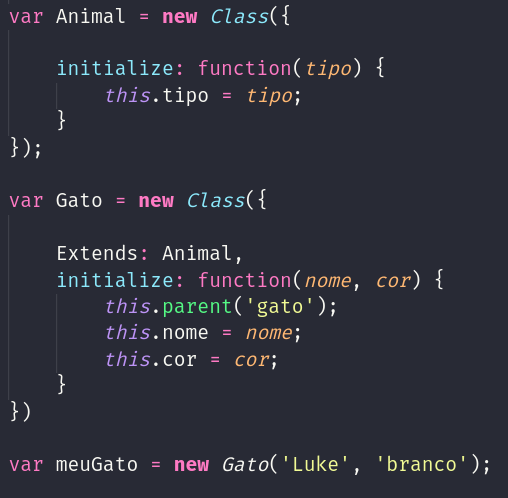 var Animal = new Class({
initialize: function(tipo) {
this.tipo = tipo;
}
});
var Gato = new Class({
Extends: Animal,
initialize: function(nome, cor) {
this.parent('gato');
this.nome = nome;
this.cor = cor;
}
})
var meuGato = new Gato('Luke', 'branco');